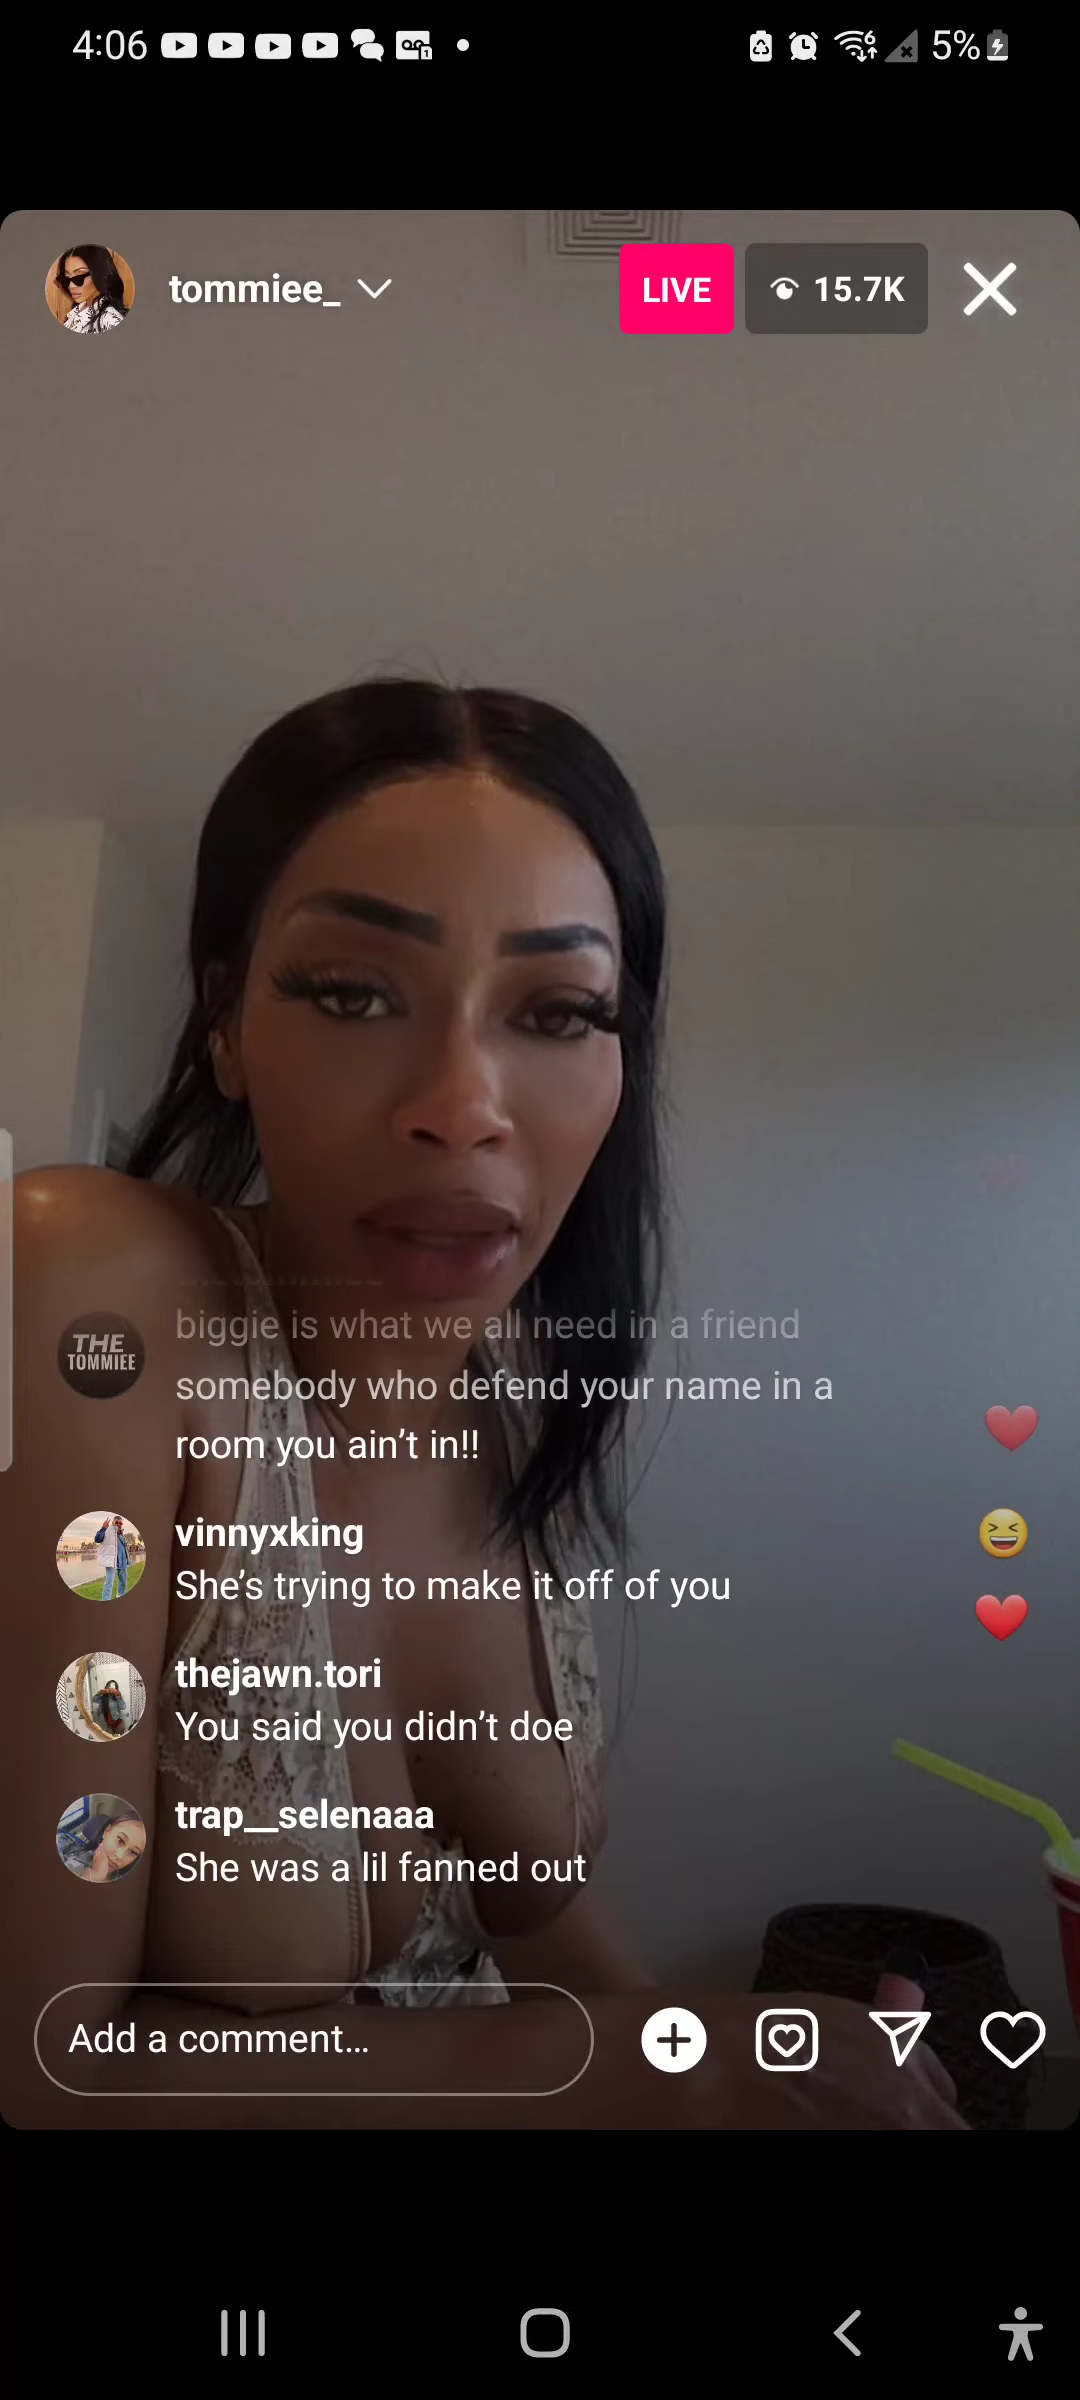 4:06
5%
tommiee_
LIVE
15.7K
THE
TOMMIEE
biggie is what we all need in a friend
somebody who defend your name in a
room you ain’t in!!
vinnyxking
She’s trying to make it off of you
thejawn.tori
You said you didn’t doe
trap__selenaaa
She was a lil fanned out
Add a comment…